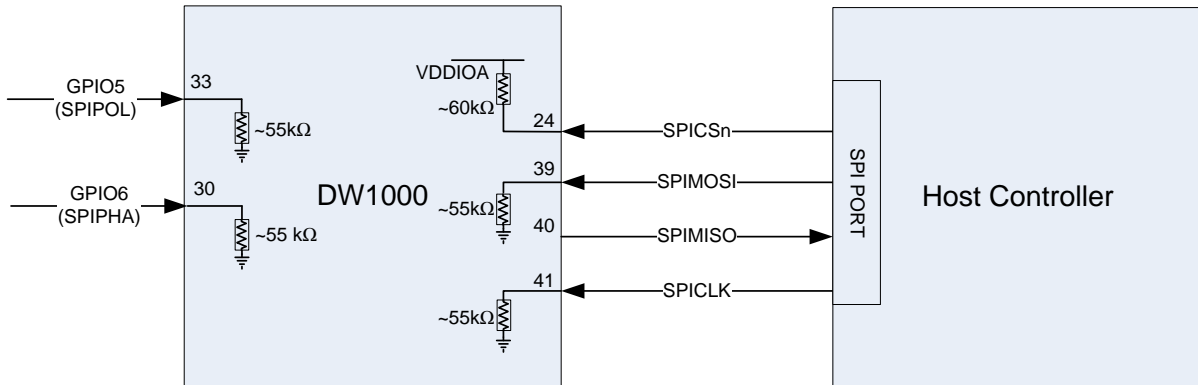 GPIO5
(SPIPOL)
33
~55kΩ
GPIO6
(SPIPHA)
30
~55 kΩ
DW1000
VDDIOA
~60kΩ
24
SPICSn
39
SPIMOSI
~55kΩ
40
SPIMISO
41
SPICLK
~55kΩ
SPI PORT
Host Controller